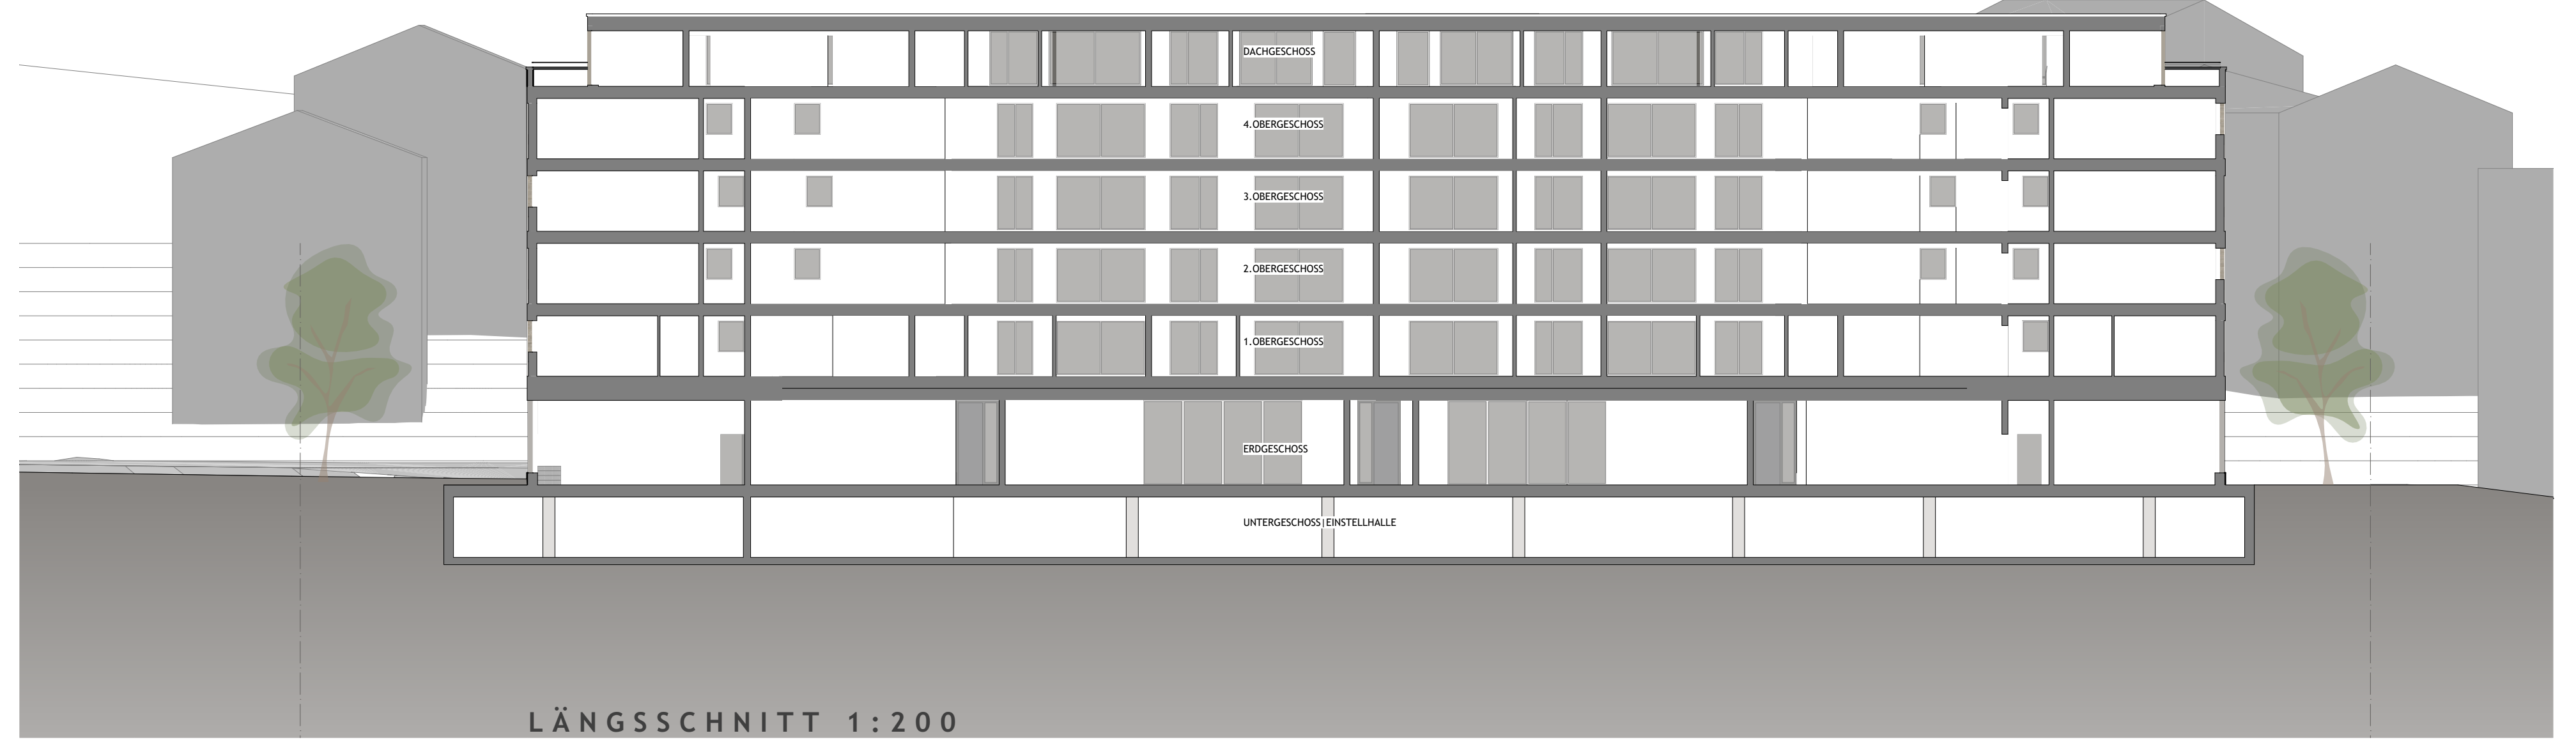 DACHGESCHOSS
4.OBERGESCHOSS
3.OBERGESCHOSS
2.OBERGESCHOSS
1.OBERGESCHOSS
ERDGESCHOSS
UNTERGESCHOSS|EINSTELLHALLE
LÄNGSSCHNITT 1:200